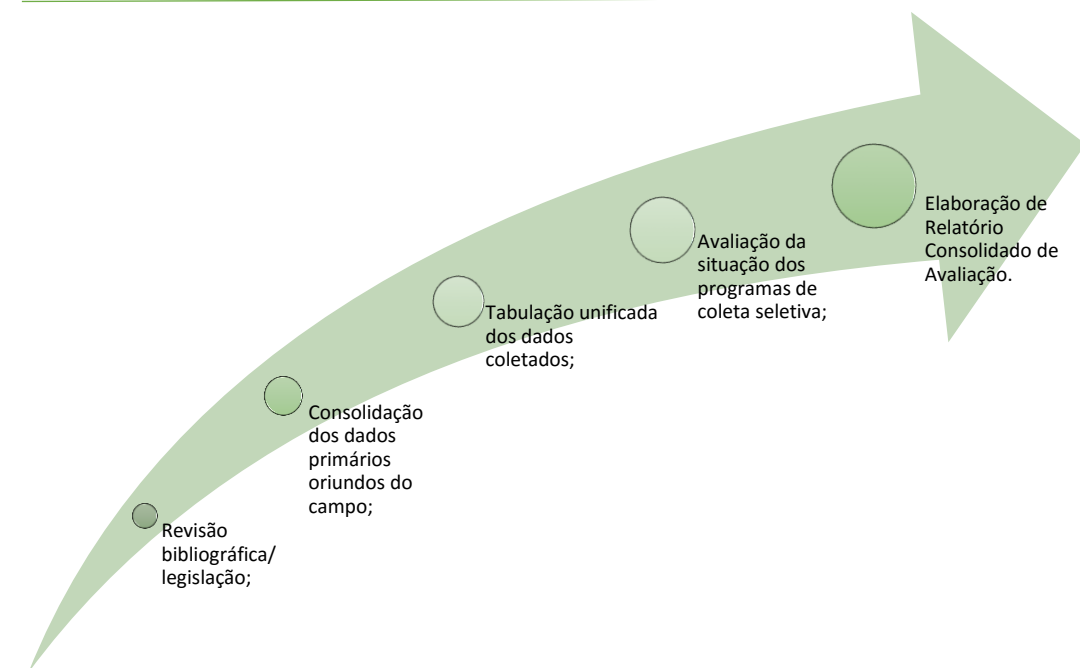 Revisão
bibliográfica/
legislação;
Consolidação
dos dados
primários
oriundos do
campo;
Tabulação unificada
dos dados
coletados;
Avaliação da
situação dos
programas de
coleta seletiva;
Elaboração de
Relatório
Consolidado de
Avaliação.